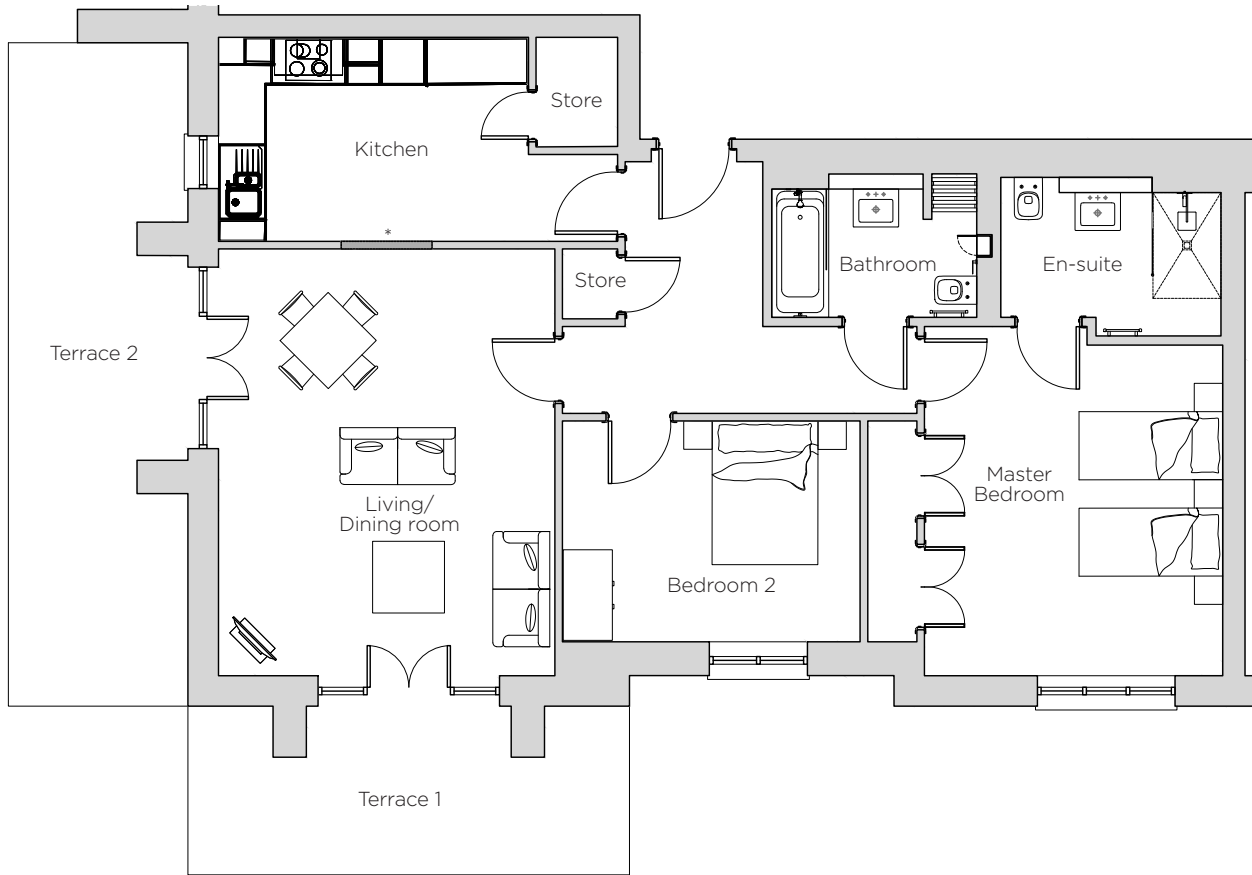 Store
Kitchen
*
Store
Bathroom
En-suite
Terrace 2
Living/
Dining room
Master
Bedroom
Bedroom 2
Terrace 1